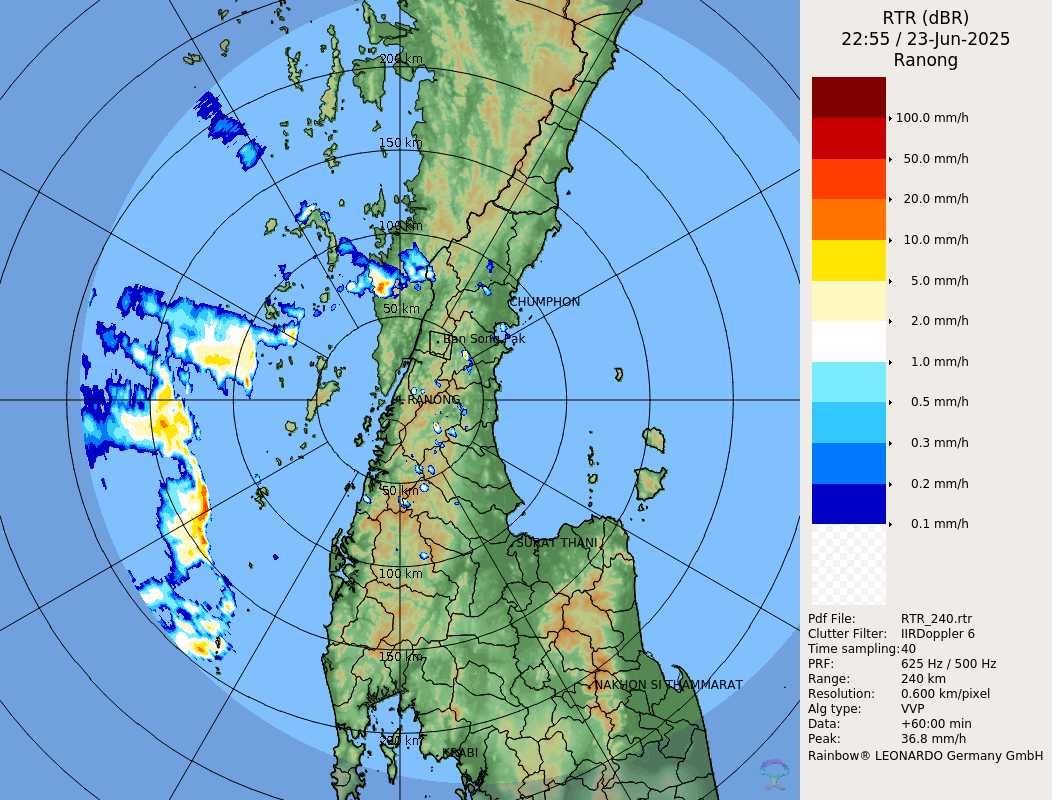 RTR (dBR)
22:55 / 23-Jun-2025
Ranong
200 km
150 km
100 km
50 km
CHUMPHON
Ban Song Pak
RANONG
50 km
SURAT THANI
100 km
150 km
NAKHON SI THAMMARAT
200 km
KRABI
100.0 mm/h
50.0 mm/h
20.0 mm/h
10.0 mm/h
5.0 mm/h
2.0 mm/h
1.0 mm/h
0.5 mm/h
0.3 mm/h
0.2 mm/h
0.1 mm/h
Pdf File: RTR_240.rtr
Clutter Filter: IIRDoppler 6
Time sampling:40
PRF: 625 Hz / 500 Hz
Range: 240 km
Resolution: 0.600 km/pixel
Alg type: VVP
Data: +60:00 min
Peak: 36.8 mm/h
Rainbow® LEONARDO Germany GmbH